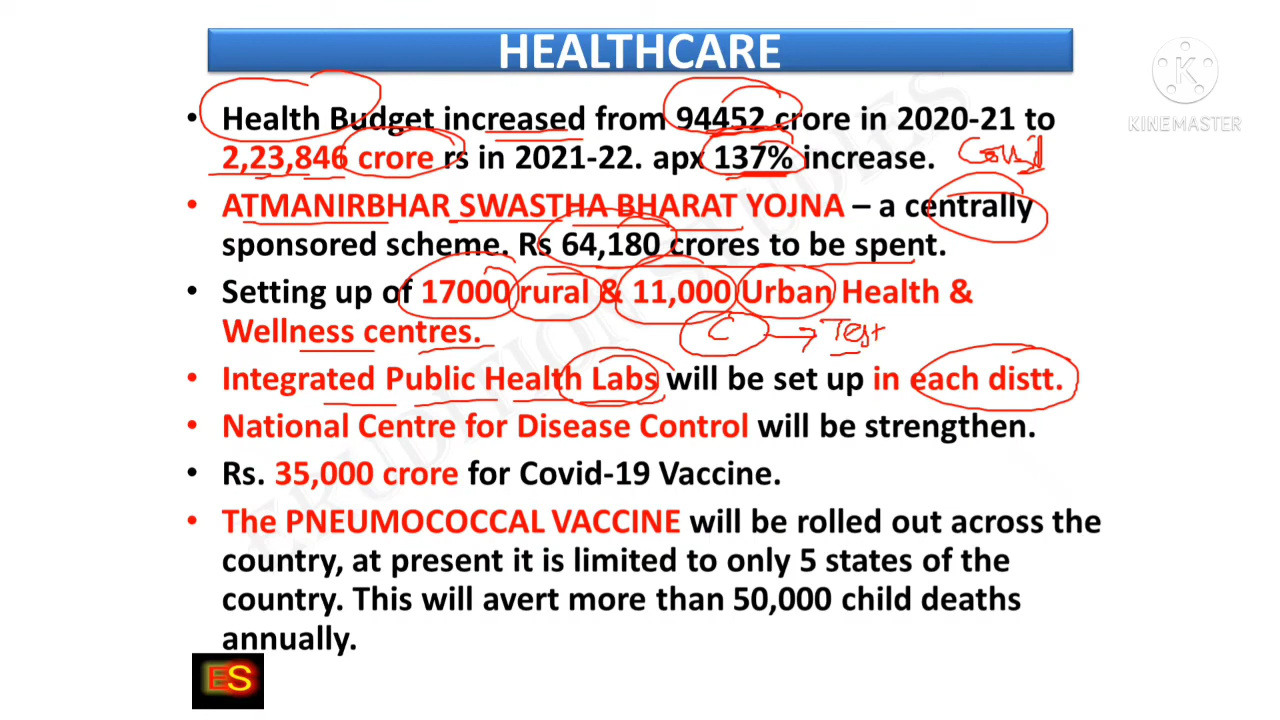 HEALTHCARE
KINEMASTER
• Health Budget increased from 94452 crore in 2020-21 to
2,23,846 crore rs in 2021-22. apx 137% increase. Covid
• ATMANIRBHAR SWASTHA BHARAT YOJNA – a centrally
sponsored scheme. Rs 64,180 crores to be spent.
• Setting up of 17000 rural & 11,000 Urban Health &
Wellness centres. C → Test
• Integrated Public Health Labs will be set up in each distt.
• National Centre for Disease Control will be strengthen.
• Rs. 35,000 crore for Covid-19 Vaccine.
• The PNEUMOCOCCAL VACCINE will be rolled out across the
country, at present it is limited to only 5 states of the
country. This will avert more than 50,000 child deaths
annually.
ERUDITION STUDIES
ES